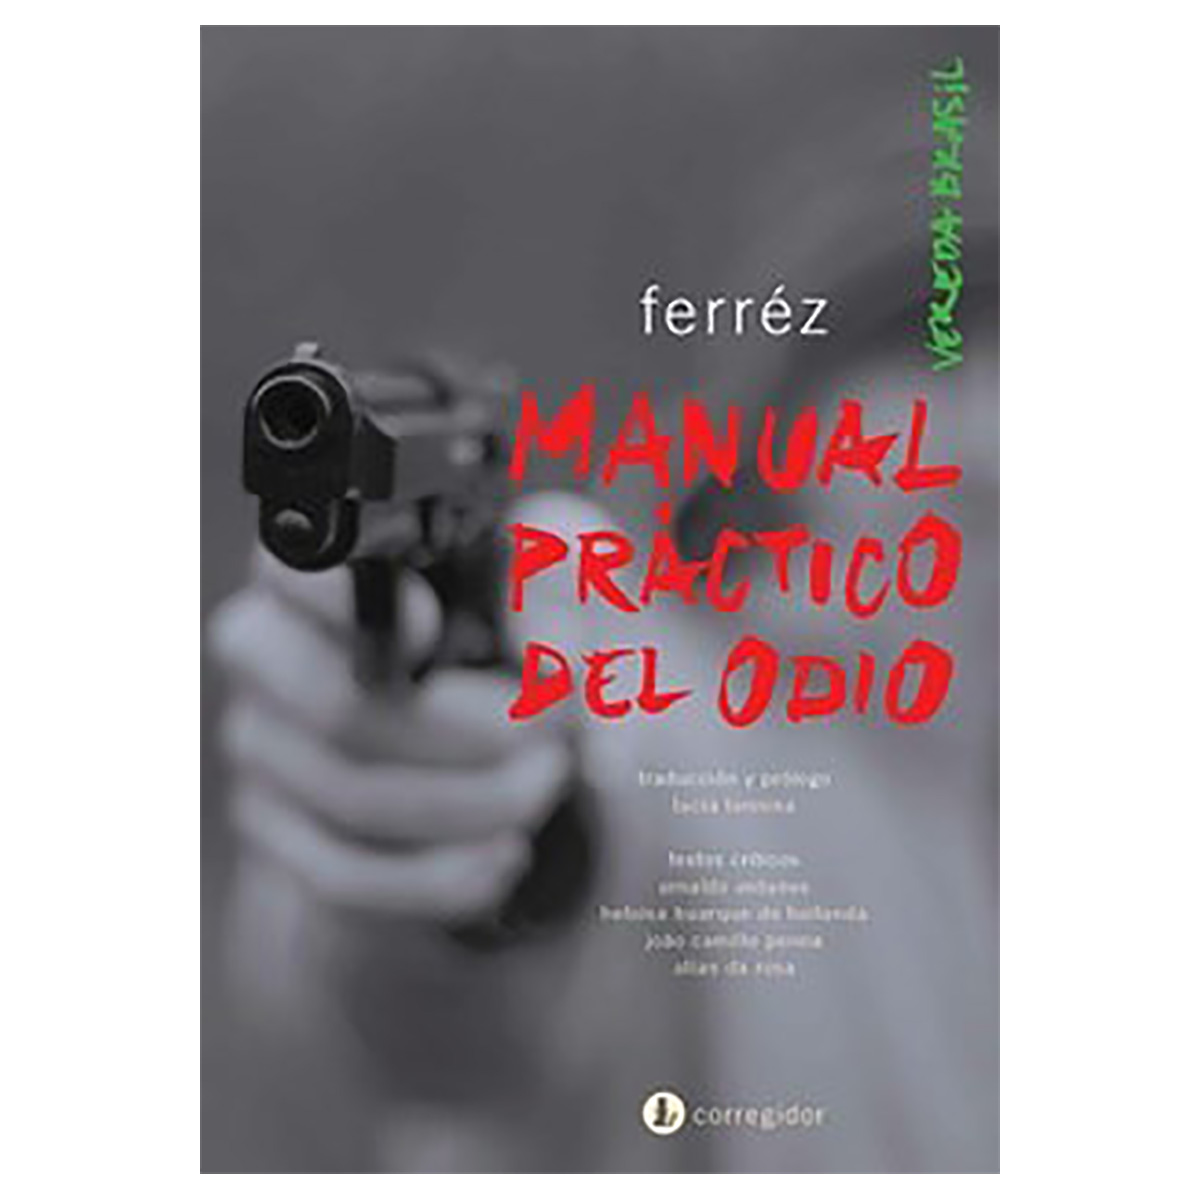 VEREDA BRASIL
ferréz
MANUAL
PRÁCTICO
DEL ODIO
traducción y prólogo
lucía tennina
textos críticos
arnaldo antunes
heloisa buarque de hollanda
joão camillo penna
allan da rosa
corregidor